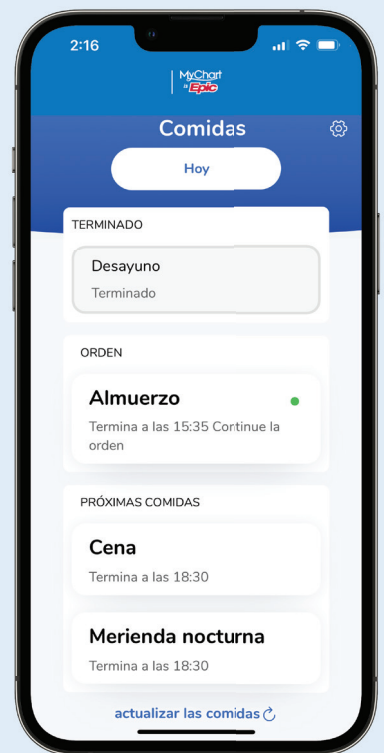 2:16
MyChart
by Epic
Comidas
Hoy
TERMINADO
Desayuno
Terminado
ORDEN
Almuerzo
Termina a las 15:35 Continue la
orden
PRÓXIMAS COMIDAS
Cena
Termina a las 18:30
Merienda nocturna
Termina a las 18:30
actualizar las comidas